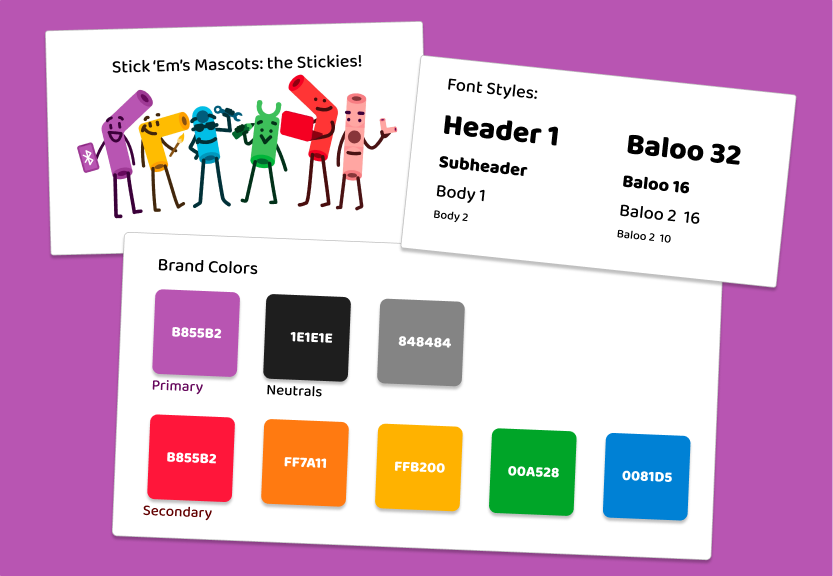 Stick 'Em's Mascots: the Stickies!
Font Styles:
Header 1
Baloo 32
Subheader
Baloo 16
Body 1
Baloo 2 16
Body 2
Baloo 2 10
Brand Colors
B855B2
1E1E1E
848484
Primary
Neutrals
B855B2
FF7A11
FFB200
00A528
0081D5
Secondary